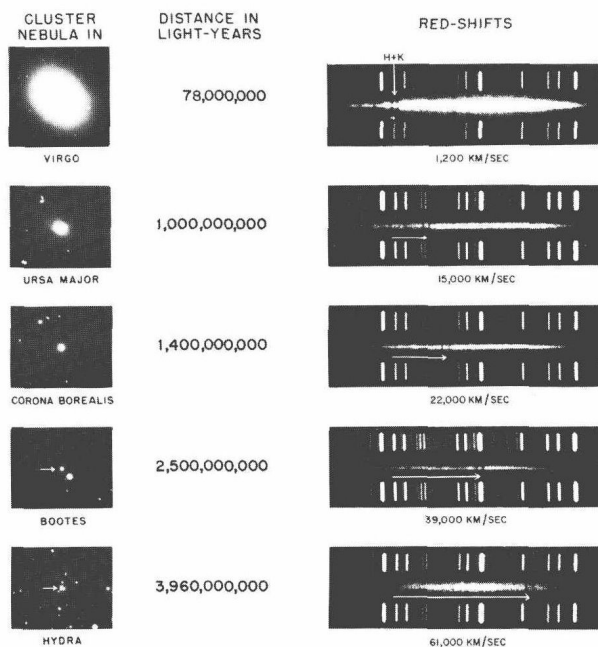 CLUSTER NEBULA IN
DISTANCE IN LIGHT-YEARS
RED-SHIFTS
H+K
78,000,000
VIRGO
1,200 KM/SEC
1,000,000,000
URSA MAJOR
15,000 KM/SEC
1,400,000,000
CORONA BOREALIS
22,000 KM/SEC
2,500,000,000
BOOTES
39,000 KM/SEC
3,960,000,000
HYDRA
61,000 KM/SEC